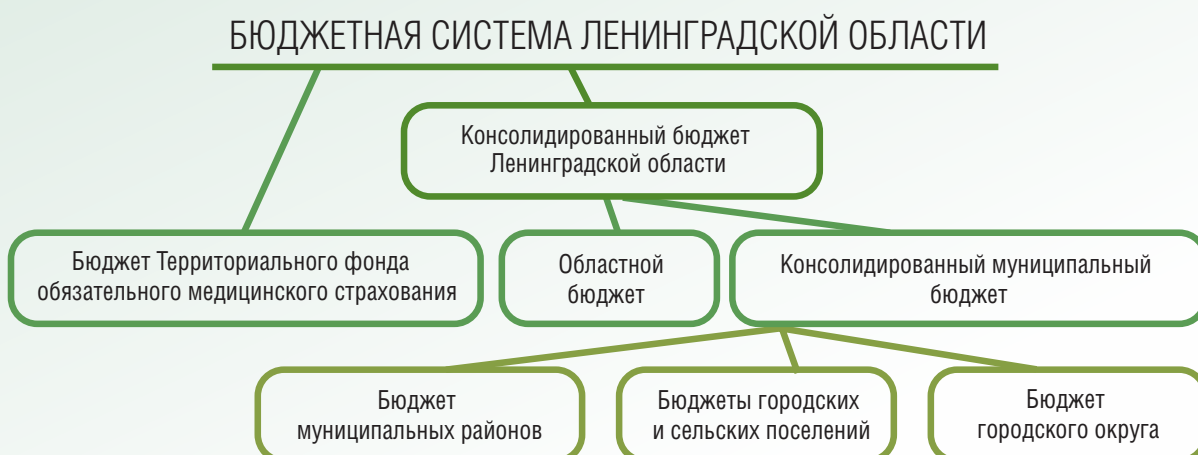 БЮДЖЕТНАЯ СИСТЕМА ЛЕНИНГРАДСКОЙ ОБЛАСТИ
Консолидированный бюджет
Ленинградской области
Бюджет Территориального фонда
обязательного медицинского страхования
Областной
бюджет
Консолидированный муниципальный
бюджет
Бюджет
муниципальных районов
Бюджеты городских
и сельских поселений
Бюджет
городского округа